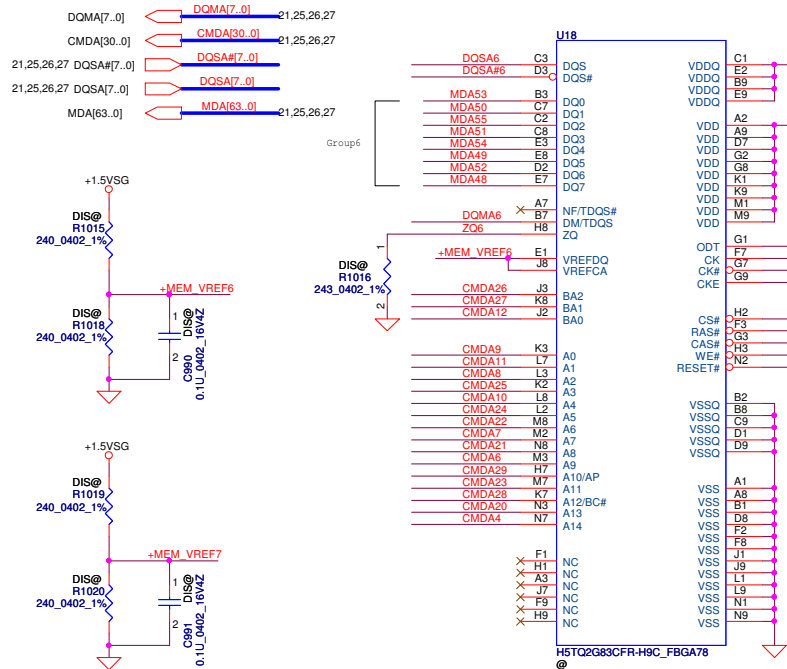 DQMA[7..0] DQMA[7..0] 21,25,26,27
CMDA[30..0] CMDA[30..0] 21,25,26,27
21,25,26,27 DQSA#[7..0] DQSA#[7..0]
21,25,26,27 DQSA[7..0] DQSA[7..0]
MDA[63..0] MDA[63..0] 21,25,26,27
+1.5VSG
DIS@
R1015
240_0402_1%
+MEM_VREF6
DIS@
R1018
240_0402_1%
1
2
C990
DIS@
0.1U_0402_16V4Z
+1.5VSG
DIS@
R1019
240_0402_1%
+MEM_VREF7
DIS@
R1020
240_0402_1%
1
2
C991
DIS@
0.1U_0402_16V4Z
Group6
DIS@
R1016
243_0402_1%
1
2
U18
DQSA6 C3 DQS
DQSA#6 D3 DQS#
MDA53 B3 DQ0
MDA50 C7 DQ1
MDA55 C2 DQ2
MDA51 C8 DQ3
MDA54 E3 DQ4
MDA49 E8 DQ5
MDA52 D2 DQ6
MDA48 E7 DQ7
A7 NF/TDQS#
DQMA6 B7 DM/TDQS
ZQ6 H8 ZQ
+MEM_VREF6 E1 VREFDQ
J8 VREFCA
CMDA26 J3 BA2
CMDA27 K8 BA1
CMDA12 J2 BA0
CMDA9 K3 A0
CMDA11 L7 A1
CMDA8 L3 A2
CMDA25 K2 A3
CMDA10 L8 A4
CMDA24 L2 A5
CMDA22 M8 A6
CMDA7 M2 A7
CMDA21 N8 A8
CMDA6 M3 A9
CMDA29 H7 A10/AP
CMDA23 M7 A11
CMDA28 K7 A12/BC#
CMDA20 N3 A13
CMDA4 N7 A14
F1 NC
H1 NC
A3 NC
J7 NC
F9 NC
H9 NC
VDDQ C1
VDDQ E2
VDDQ B9
VDDQ E9
VDD A2
VDD A9
VDD D7
VDD G2
VDD G8
VDD K1
VDD K9
VDD M1
VDD M9
ODT G1
CK F7
CK# G7
CKE G9
CS# H2
RAS# F3
CAS# G3
WE# H3
RESET# N2
VSSQ B2
VSSQ B8
VSSQ C9
VSSQ D1
VSSQ D9
VSS A1
VSS A8
VSS B1
VSS D8
VSS F2
VSS F8
VSS J1
VSS J9
VSS L1
VSS L9
VSS N1
VSS N9
H5TQ2G83CFR-H9C_FBGA78
@